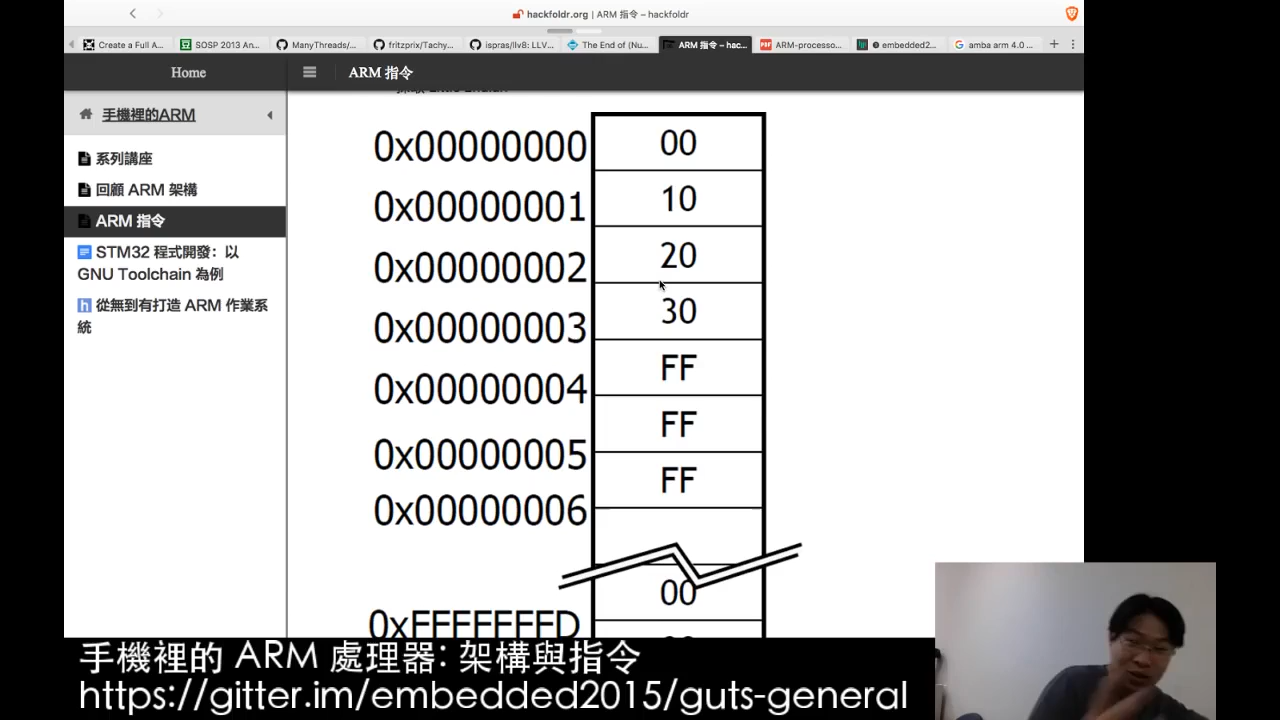 hackfoldr.org | ARM 指令 – hackfoldr
Create a Full A...
SOSP 2013 An...
ManyThreads/...
fritzprix/Tachy...
ispras/llv8: LLV...
The End of (Nu...
ARM 指令 – hac...
ARM-processo...
embedded2...
amba arm 4.0 ...
Home
ARM 指令
手機裡的ARM
系列講座
回顧 ARM 架構
ARM 指令
STM32 程式開發：以
GNU Toolchain 為例
從無到有打造 ARM 作業系
統
0x00000000 00
0x00000001 10
0x00000002 20
0x00000003 30
0x00000004 FF
0x00000005 FF
0x00000006 FF
00
0xFFFFFFFD
手機裡的 ARM 處理器: 架構與指令
https://gitter.im/embedded2015/guts-general